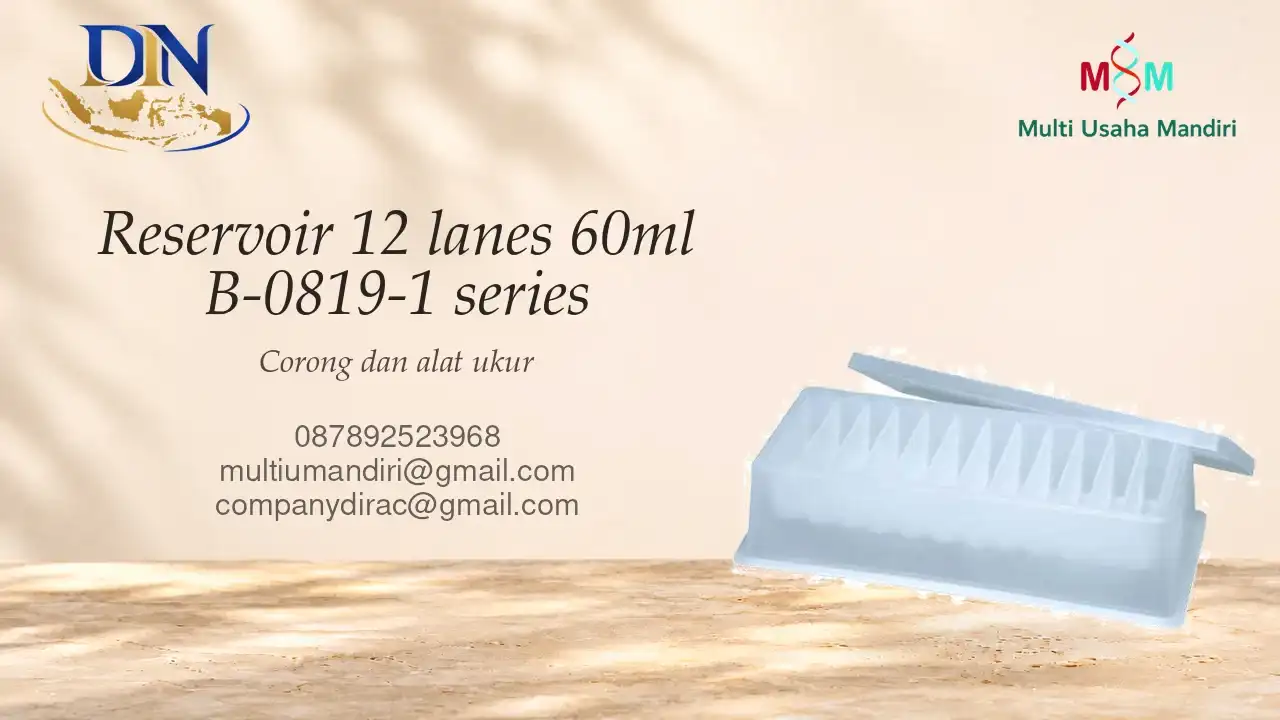 DIN
M M
Multi Usaha Mandiri
Reservoir 12 lanes 60ml
B-0819-1 series
Corong dan alat ukur
087892523968
multiumandiri@gmail.com
companydirac@gmail.com